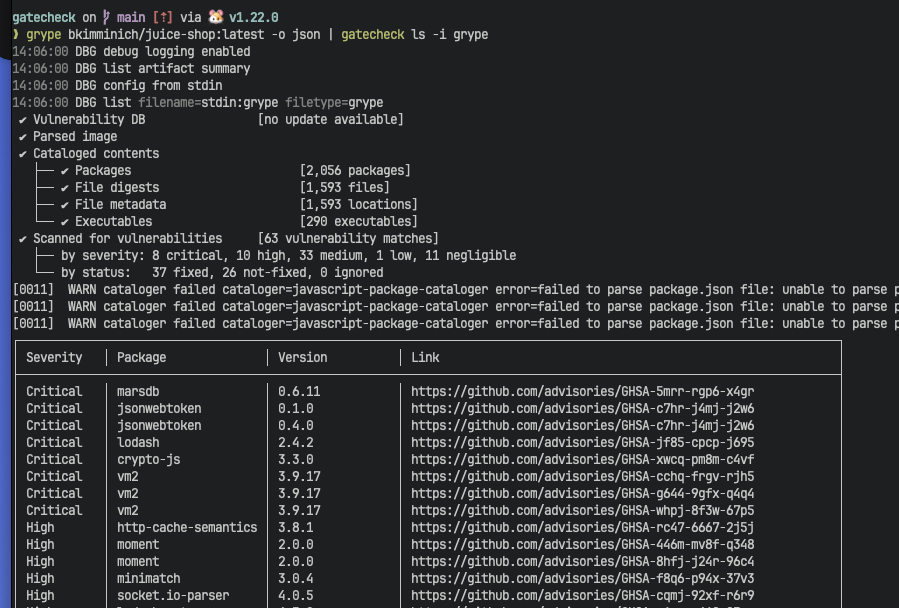 gatecheck on main [↑] via 🐹 v1.22.0
❯ grype bkimminich/juice-shop:latest -o json | gatecheck ls -i grype
14:06:00 DBG debug logging enabled
14:06:00 DBG list artifact summary
14:06:00 DBG config from stdin
14:06:00 DBG list filename=stdin:grype filetype=grype
✔ Vulnerability DB [no update available]
✔ Parsed image
✔ Cataloged contents
├── ✔ Packages [2,056 packages]
├── ✔ File digests [1,593 files]
├── ✔ File metadata [1,593 locations]
└── ✔ Executables [290 executables]
✔ Scanned for vulnerabilities [63 vulnerability matches]
├── by severity: 8 critical, 10 high, 33 medium, 1 low, 11 negligible
└── by status: 37 fixed, 26 not-fixed, 0 ignored
[0011] WARN cataloger failed cataloger=javascript-package-cataloger error=failed to parse package.json file: unable to parse p
[0011] WARN cataloger failed cataloger=javascript-package-cataloger error=failed to parse package.json file: unable to parse p
[0011] WARN cataloger failed cataloger=javascript-package-cataloger error=failed to parse package.json file: unable to parse p
Severity | Package | Version | Link
Critical | marsdb | 0.6.11 | https://github.com/advisories/GHSA-5mrr-rgp6-x4gr
Critical | jsonwebtoken | 0.1.0 | https://github.com/advisories/GHSA-c7hr-j4mj-j2w6
Critical | jsonwebtoken | 0.4.0 | https://github.com/advisories/GHSA-c7hr-j4mj-j2w6
Critical | lodash | 2.4.2 | https://github.com/advisories/GHSA-jf85-cpcp-j695
Critical | crypto-js | 3.3.0 | https://github.com/advisories/GHSA-xwcq-pm8m-c4vf
Critical | vm2 | 3.9.17 | https://github.com/advisories/GHSA-cchq-frgv-rjh5
Critical | vm2 | 3.9.17 | https://github.com/advisories/GHSA-g644-9gfx-q4q4
Critical | vm2 | 3.9.17 | https://github.com/advisories/GHSA-whpj-8f3w-67p5
High | http-cache-semantics | 3.8.1 | https://github.com/advisories/GHSA-rc47-6667-2j5j
High | moment | 2.0.0 | https://github.com/advisories/GHSA-446m-mv8f-q348
High | moment | 2.0.0 | https://github.com/advisories/GHSA-8hfj-j24r-96c4
High | minimatch | 3.0.4 | https://github.com/advisories/GHSA-f8q6-p94x-37v3
High | socket.io-parser | 4.0.5 | https://github.com/advisories/GHSA-cqmj-92xf-r6r9